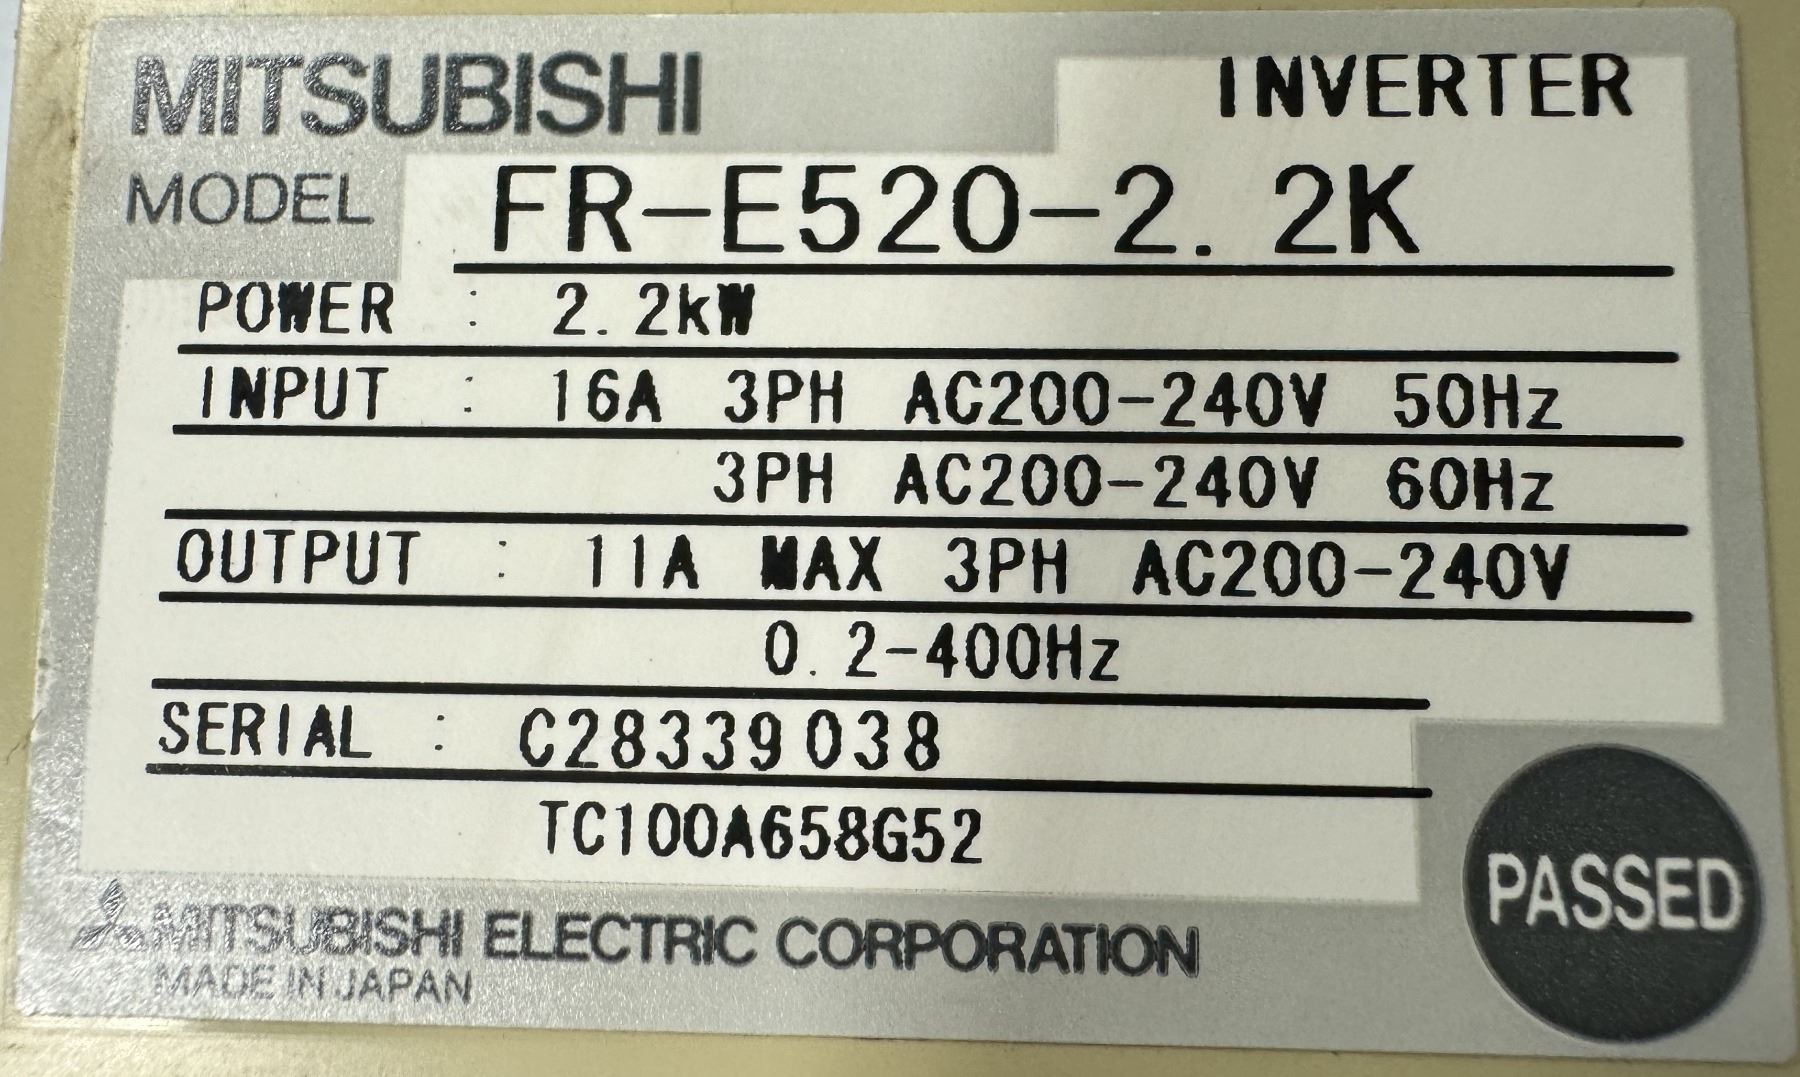 MITSUBISHI INVERTER
MODEL FR-E520-2.2K
POWER : 2.2kW
INPUT : 16A 3PH AC200-240V 50Hz
3PH AC200-240V 60Hz
OUTPUT : 11A MAX 3PH AC200-240V
0.2-400Hz
SERIAL : C28339038
TC100A658G52
PASSED
MITSUBISHI ELECTRIC CORPORATION
MADE IN JAPAN